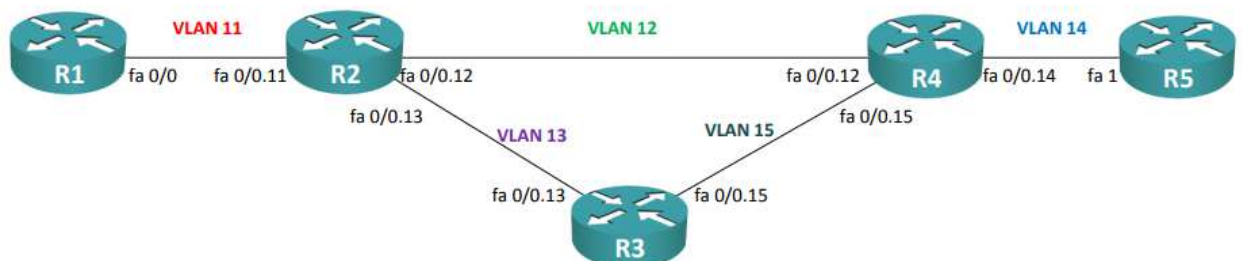 VLAN 11
VLAN 12
VLAN 14
R1
R2
R4
R5
fa 0/0
fa 0/0.11
fa 0/0.12
fa 0/0.12
fa 0/0.14
fa 1
fa 0/0.13
fa 0/0.15
VLAN 13
VLAN 15
fa 0/0.13
fa 0/0.15
R3